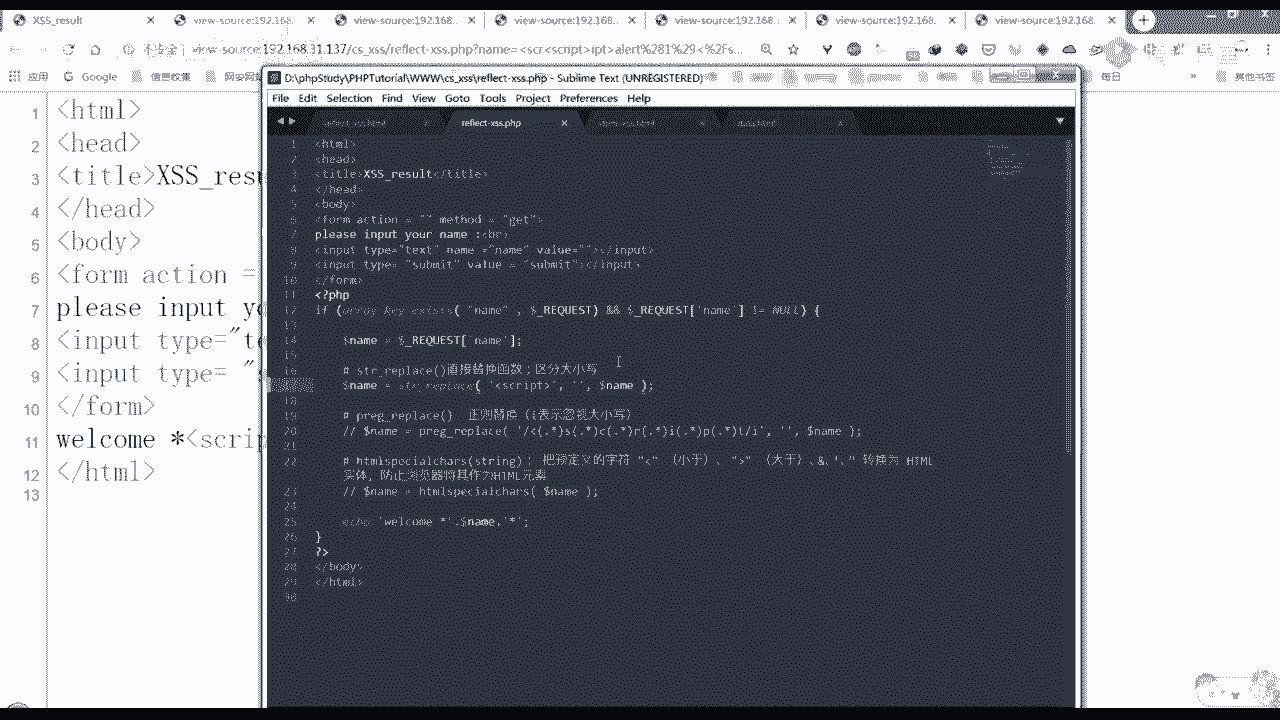 XSS_result
view-source:192.168...
view-source:192.168...
view-source:192.168...
view-source:192.168...
view-source:192.168...
view-source:192.168...
不安全 | view-source:192.168.31.137/cs_xss/reflect-xss.php?name=<scr<script>ipt>alert%281%29<%2fs...
应用
Google
信息收集
每日
»
其他书签
1 <html>
2 <head>
3 <title>XSS_resu
4 </head>
5 <body>
6 <form action =
7 please input yo
8 <input type="te
9 <input type= "s
10 </form>
11 welcome *<scrip
12 </html>
13
D:\phpStudy\PHPTutorial\WWW\cs_xss\reflect-xss.php - Sublime Text (UNREGISTERED)
File Edit Selection Find View Goto Tools Project Preferences Help
reflect-xss.html
reflect-xss.php
dom-xss.html
1 <html>
2 <head>
3 <title>XSS_result</title>
4 </head>
5 <body>
6 <form action = "" method = "get">
7 please input your name :<br>
8 <input type="text" name ="name" value=""></input>
9 <input type= "submit" value = "submit"></input>
10 </form>
11 <?php
12 if (array_key_exists( "name" , $_REQUEST) && $_REQUEST['name'] != NULL) {
13
14 $name = $_REQUEST['name'];
15
16 # str_replace()直接替换函数；区分大小写
$name = str_replace( '<script>', '', $name );
18
19 # preg_replace() 正则替换（i表示忽视大小写）
20 // $name = preg_replace( '/<(.*)s(.*)c(.*)r(.*)i(.*)p(.*)t/i', '', $name );
21
22 # htmlspecialchars(string)：把预定义的字符 "<" （小于）、 ">" （大于）、&、'、" 转换为 HTML
实体，防止浏览器将其作为HTML元素
23 // $name = htmlspecialchars( $name );
24
25 echo 'welcome *'.$name.'*';
26 }
27 ?>
28 </body>
29 </html>
30